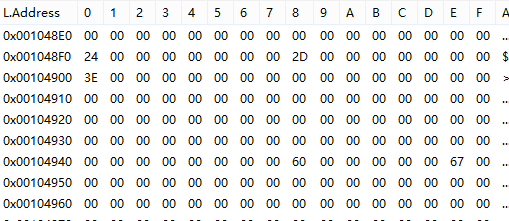 L.Address 0 1 2 3 4 5 6 7 8 9 A B C D E F A
0x001048E0 00 00 00 00 00 00 00 00 00 00 00 00 00 00 00 00 ..
0x001048F0 24 00 00 00 00 00 00 00 2D 00 00 00 00 00 00 00 $
0x00104900 3E 00 00 00 00 00 00 00 00 00 00 00 00 00 00 00 >
0x00104910 00 00 00 00 00 00 00 00 00 00 00 00 00 00 00 00 ..
0x00104920 00 00 00 00 00 00 00 00 00 00 00 00 00 00 00 00 ..
0x00104930 00 00 00 00 00 00 00 00 00 00 00 00 00 00 00 00 ..
0x00104940 00 00 00 00 00 00 00 00 60 00 00 00 00 00 67 00 ..
0x00104950 00 00 00 00 00 00 00 00 00 00 00 00 00 00 00 00 ..
0x00104960 00 00 00 00 00 00 00 00 00 00 00 00 00 00 00 00 ..